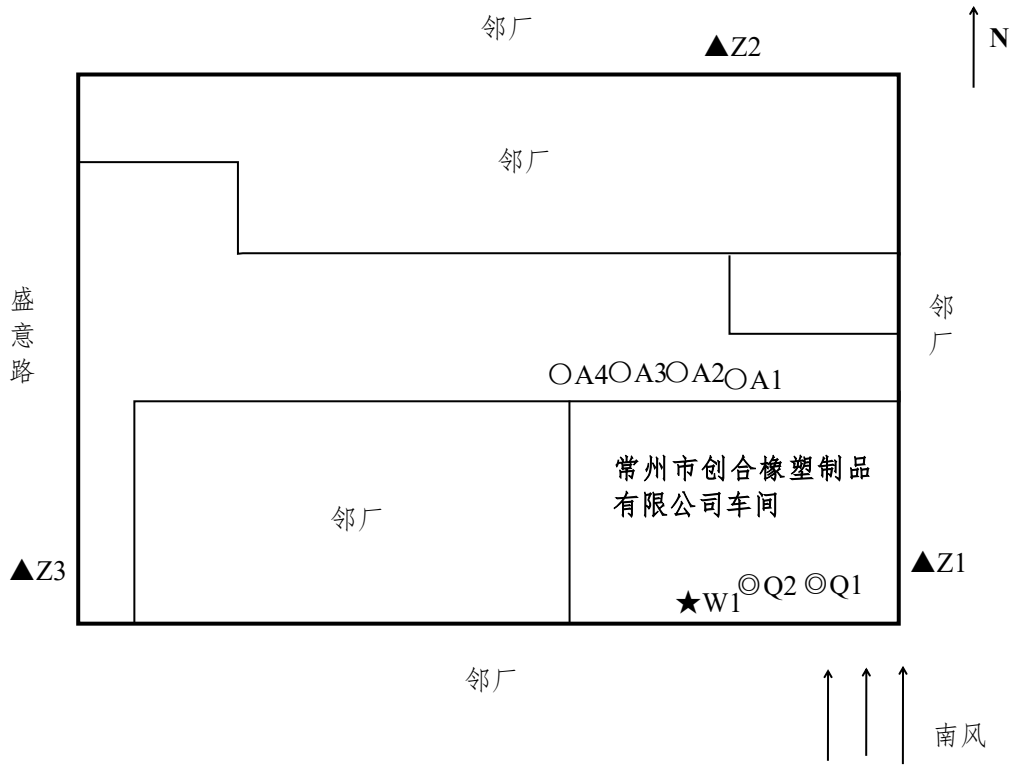 邻厂
▲Z2
N
邻厂
盛意路
邻厂
○A4○A3○A2○A1
常州市创合橡塑制品
有限公司车间
邻厂
▲Z3
▲Z1
★W1◎Q2 ◎Q1
邻厂
南风